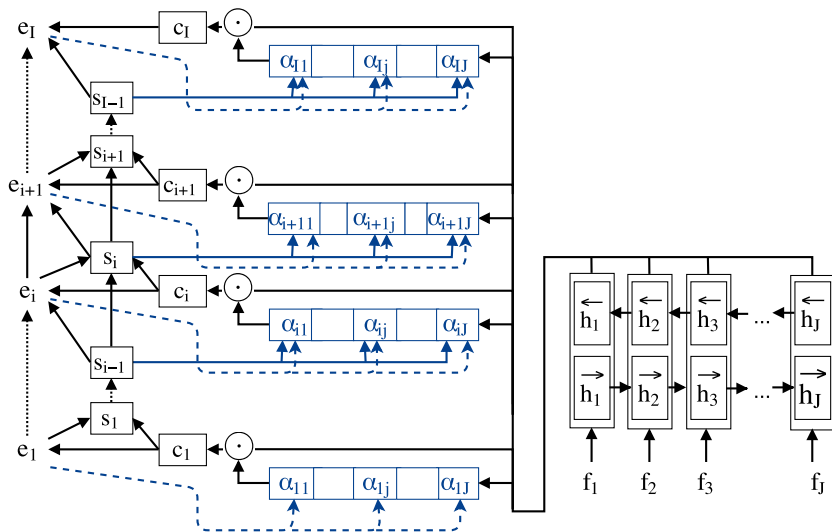 e_I c_I ⊙
α_I1 α_Ij α_IJ
s_I−1
s_i+1
e_i+1 c_i+1 ⊙
α_i+11 α_i+1j α_i+1J
s_i
e_i c_i ⊙
←h_1 ←h_2 ←h_3 ... ←h_J
α_i1 α_ij α_iJ
s_i−1
→h_1 →h_2 →h_3 ... →h_J
s_1
e_1 c_1 ⊙
α_11 α_1j α_1J
f_1 f_2 f_3 f_J